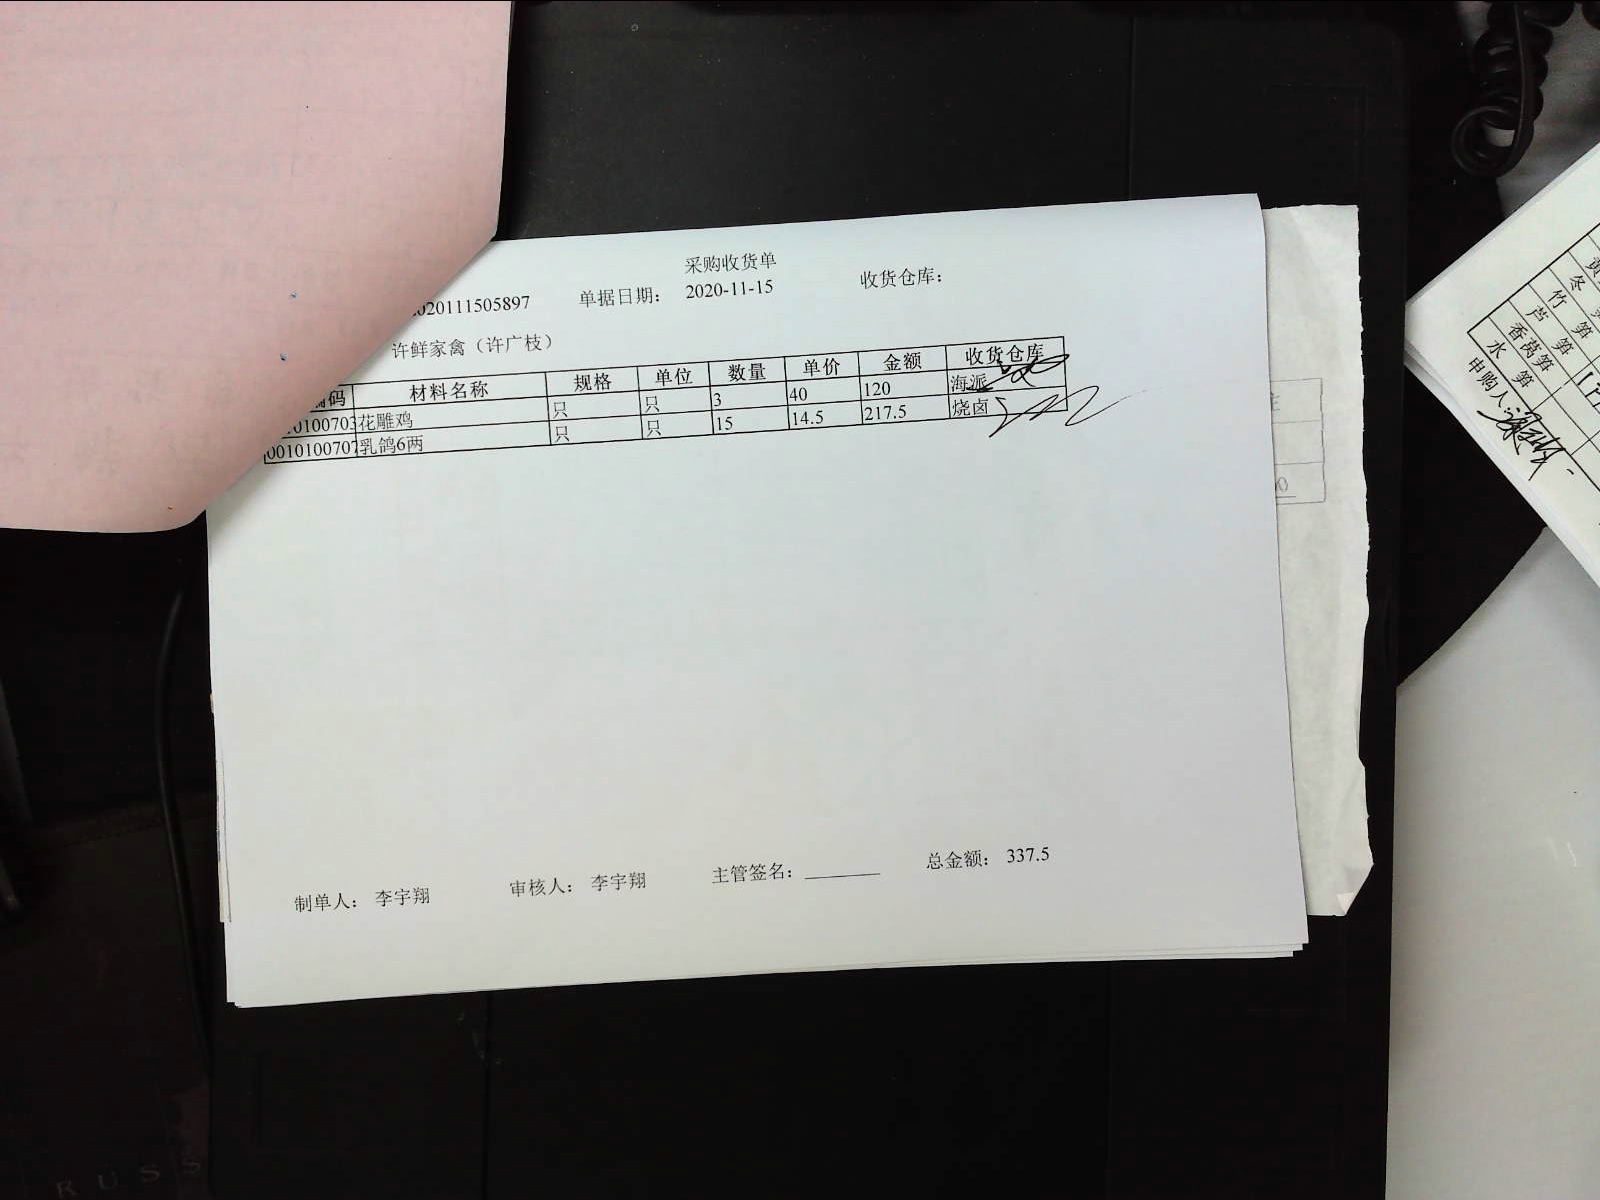 采购收货单
020111505897 单据日期: 2020-11-15 收货仓库:
许鲜家禽（许广枝）
编码 材料名称 规格 单位 数量 单价 金额 收货仓库
0100703 花雕鸡 只 只 3 40 120 海派
0010100707 乳鸽6两 只 只 15 14.5 217.5 烧卤
制单人: 李宇翔 审核人: 李宇翔 主管签名: 总金额: 337.5
冬 笋
竹 笋
芦 笋
香莴笋
水 笋
申购人
RUSS